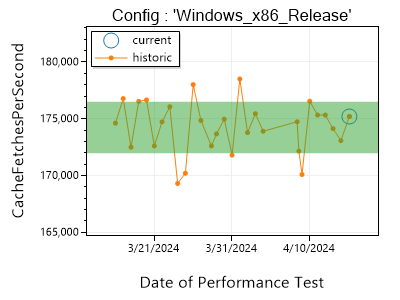 Config : 'Windows_x86_Release'
current
historic
180,000
175,000
170,000
165,000
CacheFetchesPerSecond
3/21/2024
3/31/2024
4/10/2024
Date of Performance Test